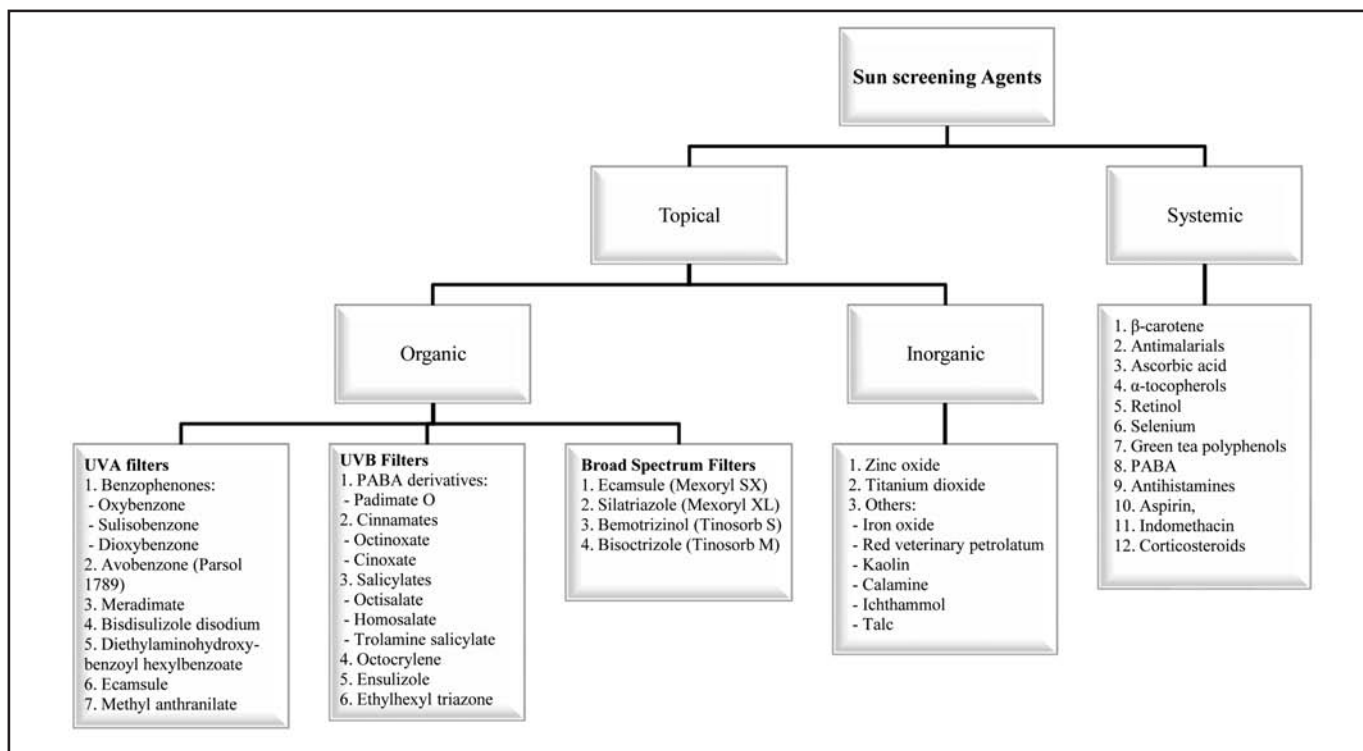 Sun screening Agents
Topical
Systemic
Organic
Inorganic
1. β-carotene
2. Antimalarials
3. Ascorbic acid
4. α-tocopherols
5. Retinol
6. Selenium
7. Green tea polyphenols
8. PABA
9. Antihistamines
10. Aspirin,
11. Indomethacin
12. Corticosteroids
UVA filters
1. Benzophenones:
- Oxybenzone
- Sulisobenzone
- Dioxybenzone
2. Avobenzone (Parsol
1789)
3. Meradimate
4. Bisdisulizole disodium
5. Diethylaminohydroxy-
benzoyl hexylbenzoate
6. Ecamsule
7. Methyl anthranilate
UVB Filters
1. PABA derivatives:
- Padimate O
2. Cinnamates
- Octinoxate
- Cinoxate
3. Salicylates
- Octisalate
- Homosalate
- Trolamine salicylate
4. Octocrylene
5. Ensulizole
6. Ethylhexyl triazone
Broad Spectrum Filters
1. Ecamsule (Mexoryl SX)
2. Silatriazole (Mexoryl XL)
3. Bemotrizinol (Tinosorb S)
4. Bisoctrizole (Tinosorb M)
1. Zinc oxide
2. Titanium dioxide
3. Others:
- Iron oxide
- Red veterinary petrolatum
- Kaolin
- Calamine
- Ichthammol
- Talc